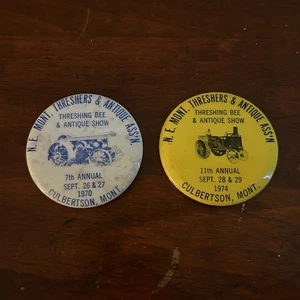 N. E. MONT. THRESHERS & ANTIQUE ASS'N.
THRESHING BEE
& ANTIQUE SHOW
7th ANNUAL
SEPT. 26 & 27
1970
CULBERTSON, MONT.
N. E. MONT. THRESHERS & ANTIQUE ASS'N.
THRESHING BEE
& ANTIQUE SHOW
11th ANNUAL
SEPT. 28 & 29
1974
CULBERTSON, MONT.